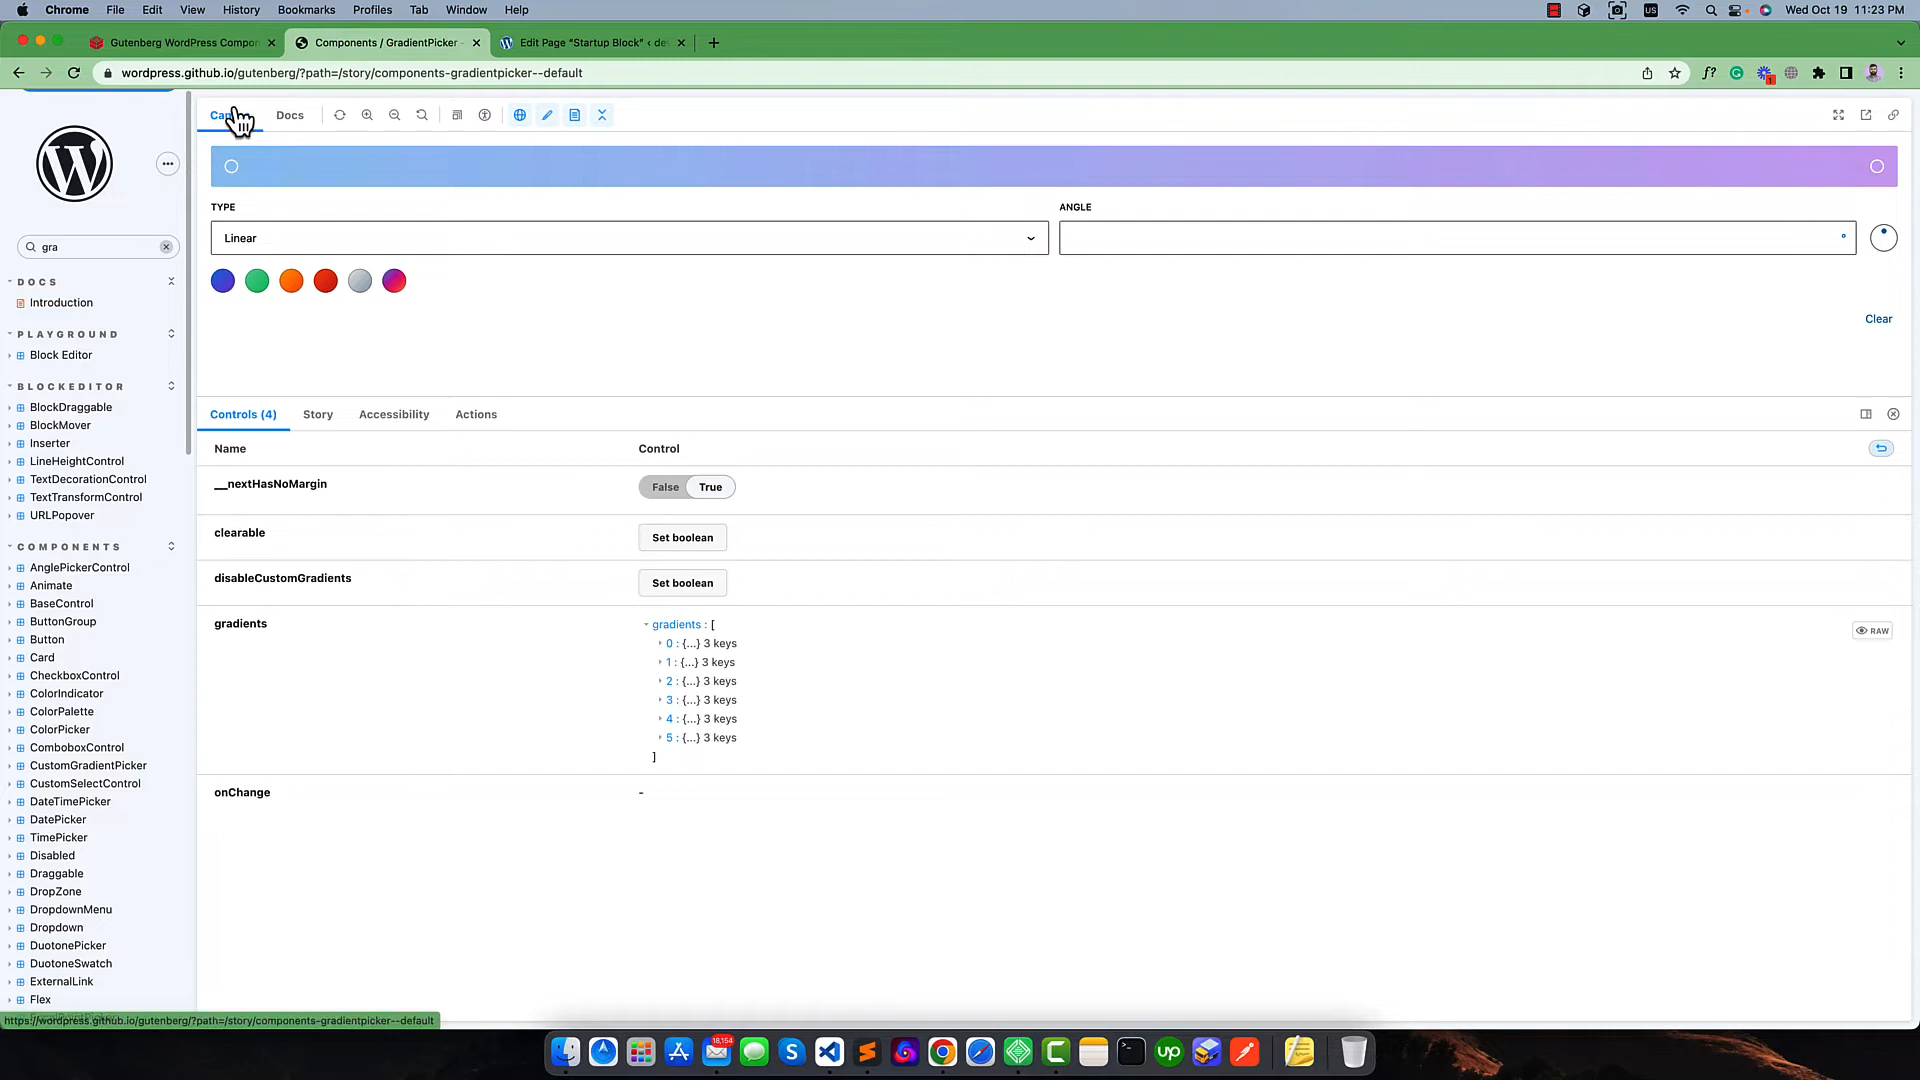 Chrome File Edit View History Bookmarks Profiles Tab Window Help US Wed Oct 19 11:23 PM
Gutenberg WordPress Compon Components / GradientPicker - Edit Page "Startup Block" ‹ de
wordpress.github.io/gutenberg/?path=/story/components-gradientpicker--default
Docs
TYPE ANGLE
Linear °
gra
DOCS
Introduction
PLAYGROUND
Block Editor
Clear
BLOCKEDITOR
BlockDraggable
BlockMover
Inserter
LineHeightControl
TextDecorationControl
TextTransformControl
URLPopover
COMPONENTS
AnglePickerControl
Animate
BaseControl
ButtonGroup
Button
Card
CheckboxControl
ColorIndicator
ColorPalette
ColorPicker
ComboboxControl
CustomGradientPicker
CustomSelectControl
DateTimePicker
DatePicker
TimePicker
Disabled
Draggable
DropZone
DropdownMenu
Dropdown
DuotonePicker
DuotoneSwatch
ExternalLink
Flex
Controls (4) Story Accessibility Actions
Name Control
__nextHasNoMargin False True
clearable Set boolean
disableCustomGradients Set boolean
gradients gradients : [
RAW
0 : {...} 3 keys
1 : {...} 3 keys
2 : {...} 3 keys
3 : {...} 3 keys
4 : {...} 3 keys
5 : {...} 3 keys
]
onChange -
https://wordpress.github.io/gutenberg/?path=/story/components-gradientpicker--default
18,154
up